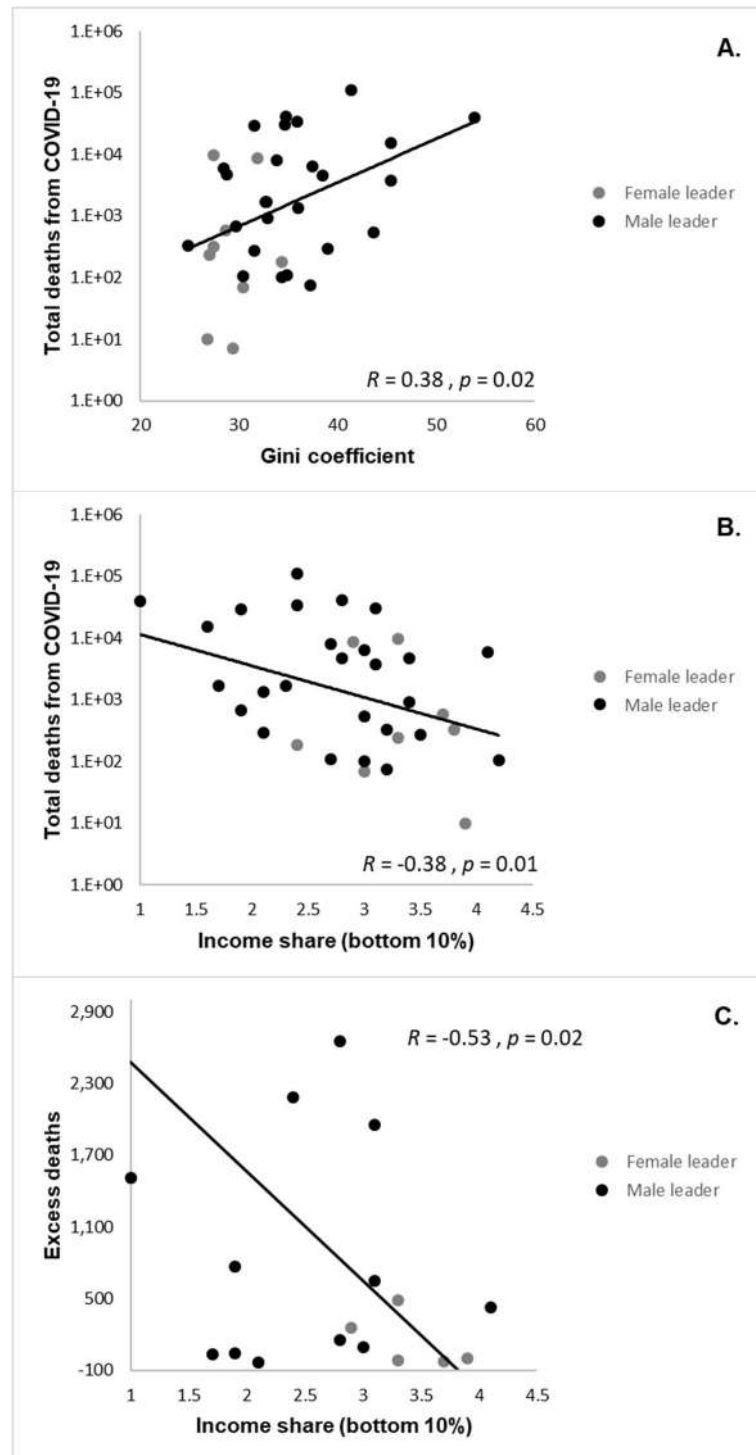 A.
1.E+06
1.E+05
1.E+04
1.E+03
1.E+02
1.E+01
1.E+00
Total deaths from COVID-19
Female leader
Male leader
R = 0.38 , p = 0.02
20 30 40 50 60
Gini coefficient
B.
1.E+06
1.E+05
1.E+04
1.E+03
1.E+02
1.E+01
1.E+00
Total deaths from COVID-19
Female leader
Male leader
R = -0.38 , p = 0.01
1 1.5 2 2.5 3 3.5 4 4.5
Income share (bottom 10%)
C.
R = -0.53 , p = 0.02
2,900
2,300
1,700
1,100
500
-100
Excess deaths
Female leader
Male leader
1 1.5 2 2.5 3 3.5 4 4.5
Income share (bottom 10%)